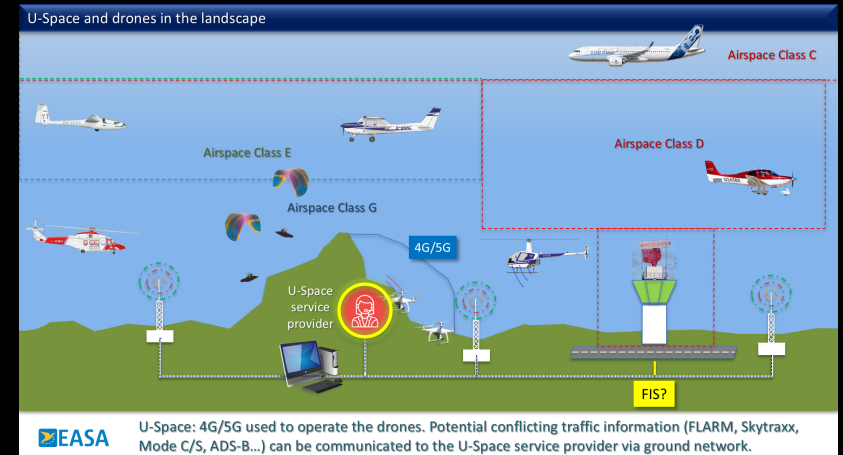 U-Space and drones in the landscape
Airspace Class C
Airspace Class E
Airspace Class D
Airspace Class G
4G/5G
U-Space
service
provider
FIS?
EASA
U-Space: 4G/5G used to operate the drones. Potential conflicting traffic information (FLARM, Skytraxx,
Mode C/S, ADS-B...) can be communicated to the U-Space service provider via ground network.